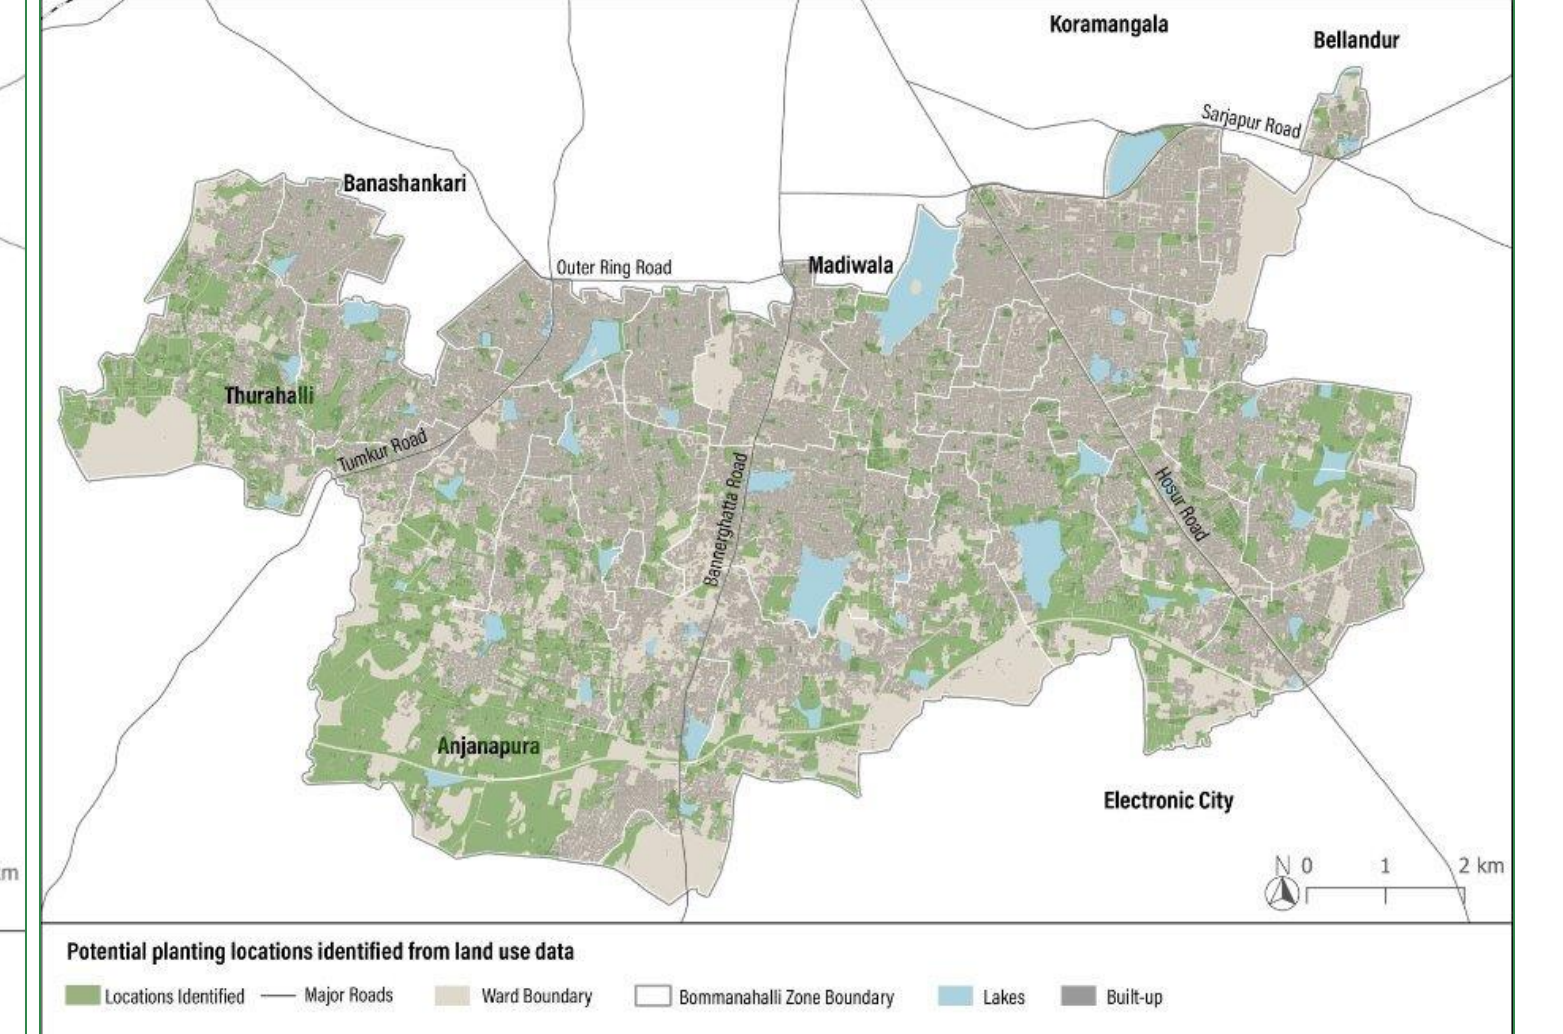 Koramangala
Bellandur
Sarjapur Road
Banashankari
Outer Ring Road
Madiwala
Thurahalli
Tumkur Road
Bannerghatta Road
Hosur Road
Anjanapura
Electronic City
km
N 0 1 2 km
Potential planting locations identified from land use data
Locations Identified Major Roads Ward Boundary Bommanahalli Zone Boundary Lakes Built-up